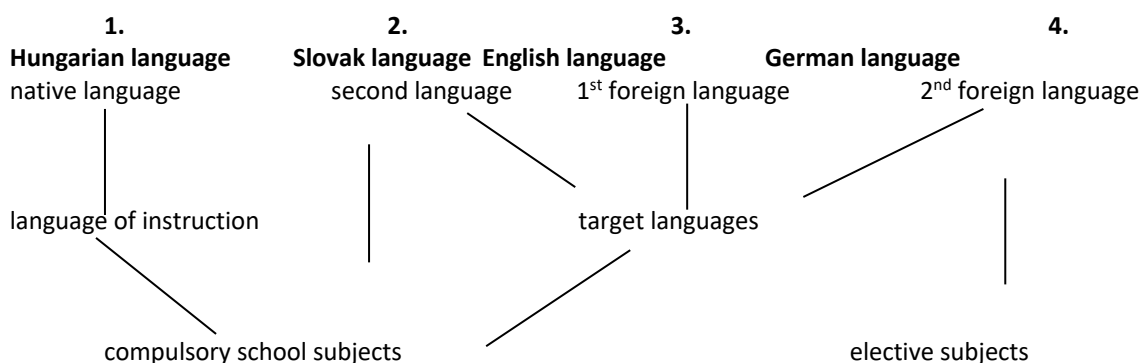 1. 2. 3. 4.
Hungarian language Slovak language English language German language
native language second language 1st foreign language 2nd foreign language
language of instruction target languages
compulsory school subjects elective subjects